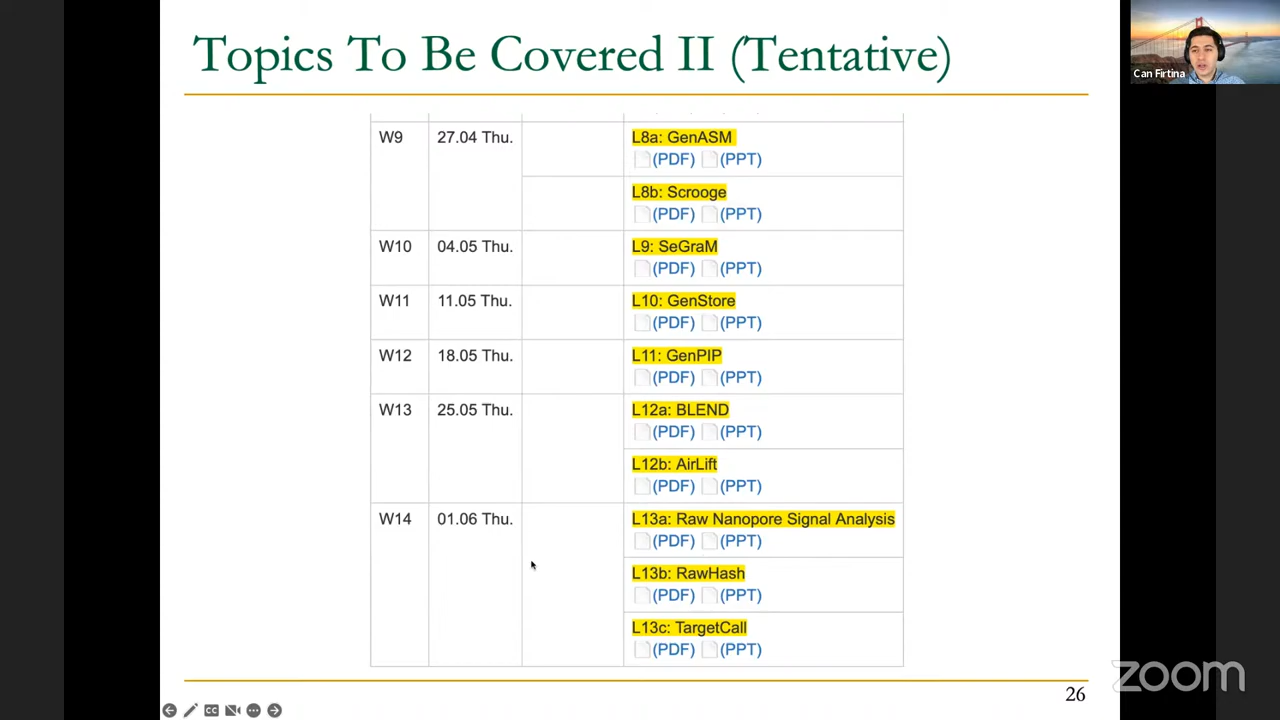 Topics To Be Covered II (Tentative)
Can Firtina
W9 27.04 Thu. L8a: GenASM
(PDF) (PPT)
L8b: Scrooge
(PDF) (PPT)
W10 04.05 Thu. L9: SeGraM
(PDF) (PPT)
W11 11.05 Thu. L10: GenStore
(PDF) (PPT)
W12 18.05 Thu. L11: GenPIP
(PDF) (PPT)
W13 25.05 Thu. L12a: BLEND
(PDF) (PPT)
L12b: AirLift
(PDF) (PPT)
W14 01.06 Thu. L13a: Raw Nanopore Signal Analysis
(PDF) (PPT)
L13b: RawHash
(PDF) (PPT)
L13c: TargetCall
(PDF) (PPT)
zoom
26